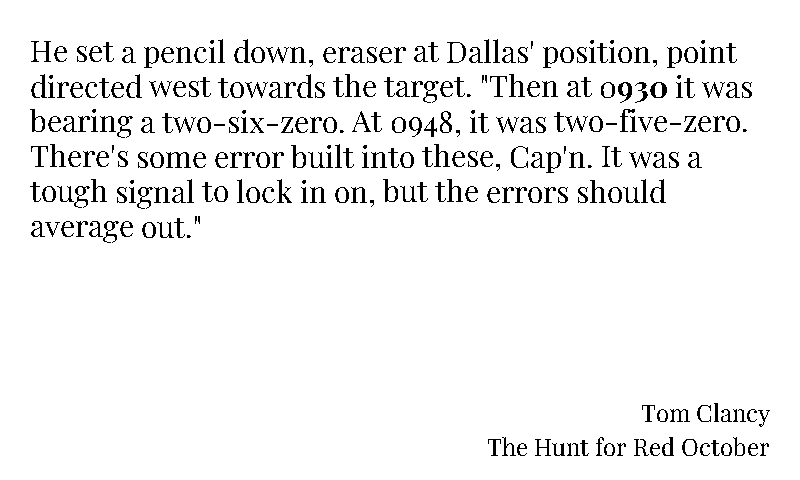 He set a pencil down, eraser at Dallas' position, point
directed west towards the target. "Then at 0930 it was
bearing a two-six-zero. At 0948, it was two-five-zero.
There's some error built into these, Cap'n. It was a
tough signal to lock in on, but the errors should
average out."
Tom Clancy
The Hunt for Red October